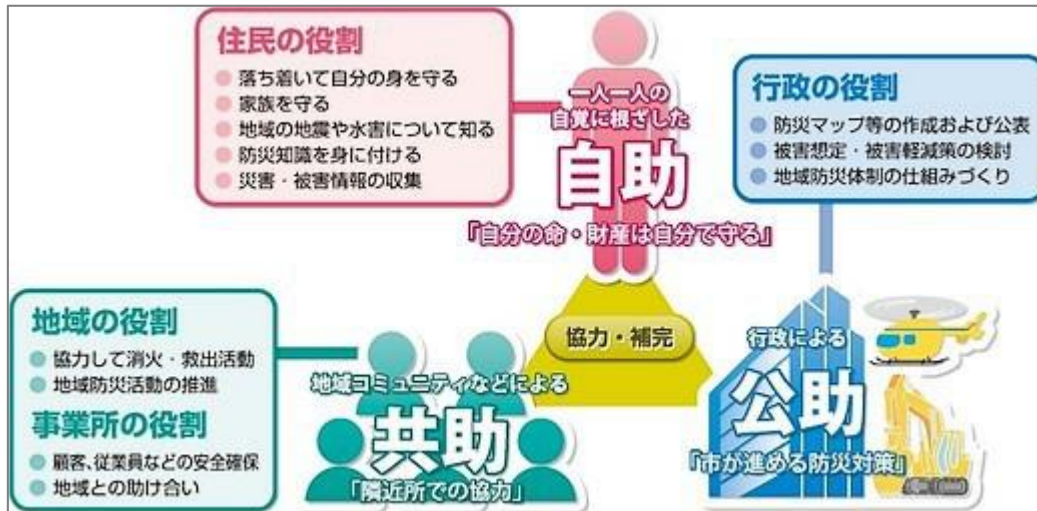 住民の役割
● 落ち着いて自分の身を守る
● 家族を守る
● 地域の地震や水害について知る
● 防災知識を身に付ける
● 災害・被害情報の収集
一人一人の
自覚に根ざした
自助
「自分の命・財産は自分で守る」
行政の役割
● 防災マップ等の作成および公表
● 被害想定・被害軽減策の検討
● 地域防災体制の仕組みづくり
協力・補完
地域の役割
● 協力して消火・救出活動
● 地域防災活動の推進
事業所の役割
● 顧客、従業員などの安全確保
● 地域との助け合い
地域コミュニティなどによる
共助
「隣近所での協力」
行政による
公助
「市が進める防災対策」